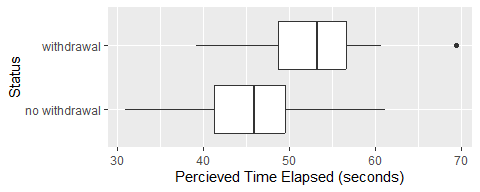 Status
withdrawal
no withdrawal
30 40 50 60 70
Percieved Time Elapsed (seconds)